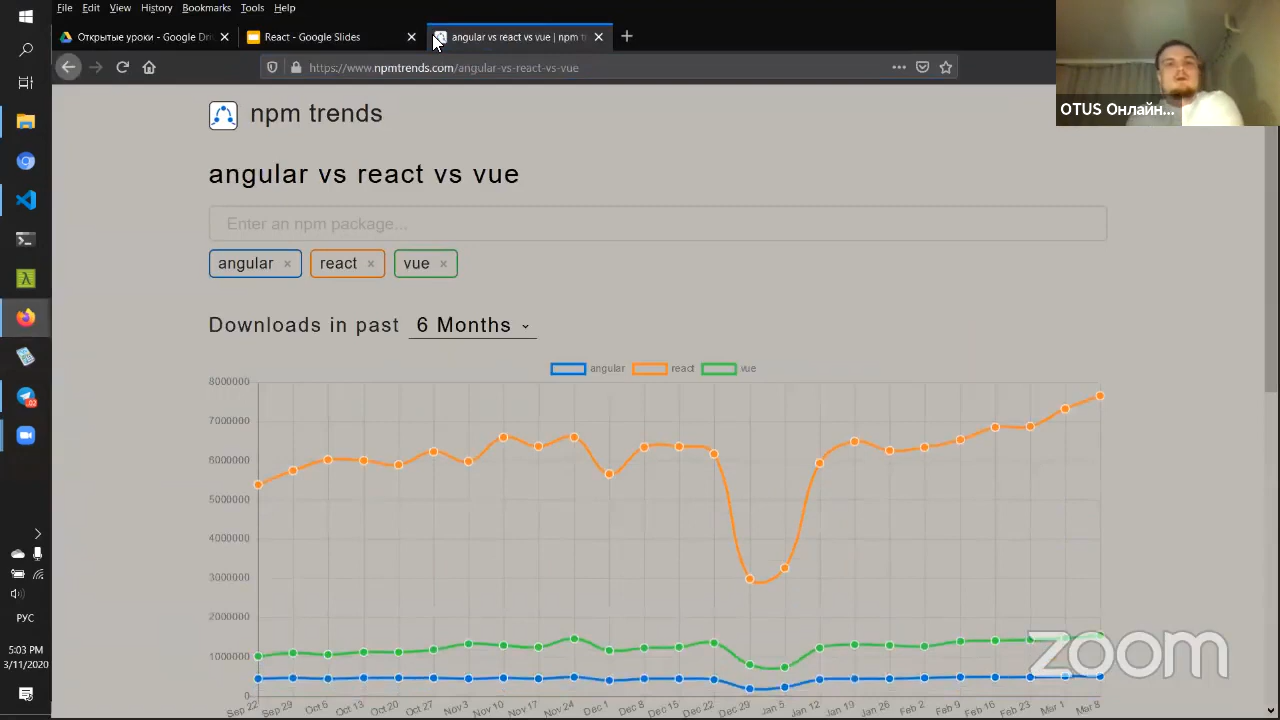 File Edit View History Bookmarks Tools Help
Открытые уроки - Google Dri
React - Google Slides
angular vs react vs vue | npm t
https://www.npmtrends.com/angular-vs-react-vs-vue
OTUS Онлайн...
npm trends
angular vs react vs vue
Enter an npm package...
angular × react × vue ×
Downloads in past 6 Months
angular react vue
8000000
7000000
6000000
5000000
4000000
3000000
2000000
1000000
0
Sep 22 Sep 29 Oct 6 Oct 13 Oct 20 Oct 27 Nov 3 Nov 10 Nov 17 Nov 24 Dec 1 Dec 8 Dec 15 Dec 22 Dec 29 Jan 5 Jan 12 Jan 19 Jan 26 Feb 2 Feb 9 Feb 16 Feb 23 Mar 1 Mar 8
РУС
5:03 PM
3/11/2020
zoom